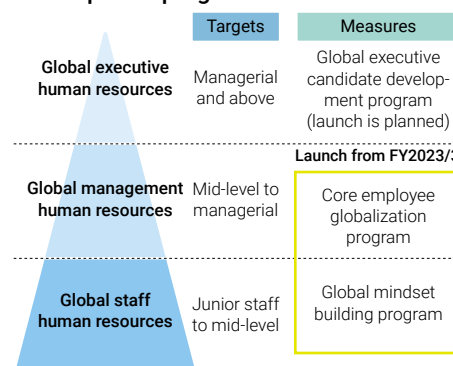 Targets
Measures
Global executive
human resources
Managerial
and above
Global executive
candidate develop-
ment program
(launch is planned)
Launch from FY2023/3
Global management
human resources
Mid-level to
managerial
Core employee
globalization
program
Global staff
human resources
Junior staff
to mid-level
Global mindset
building program